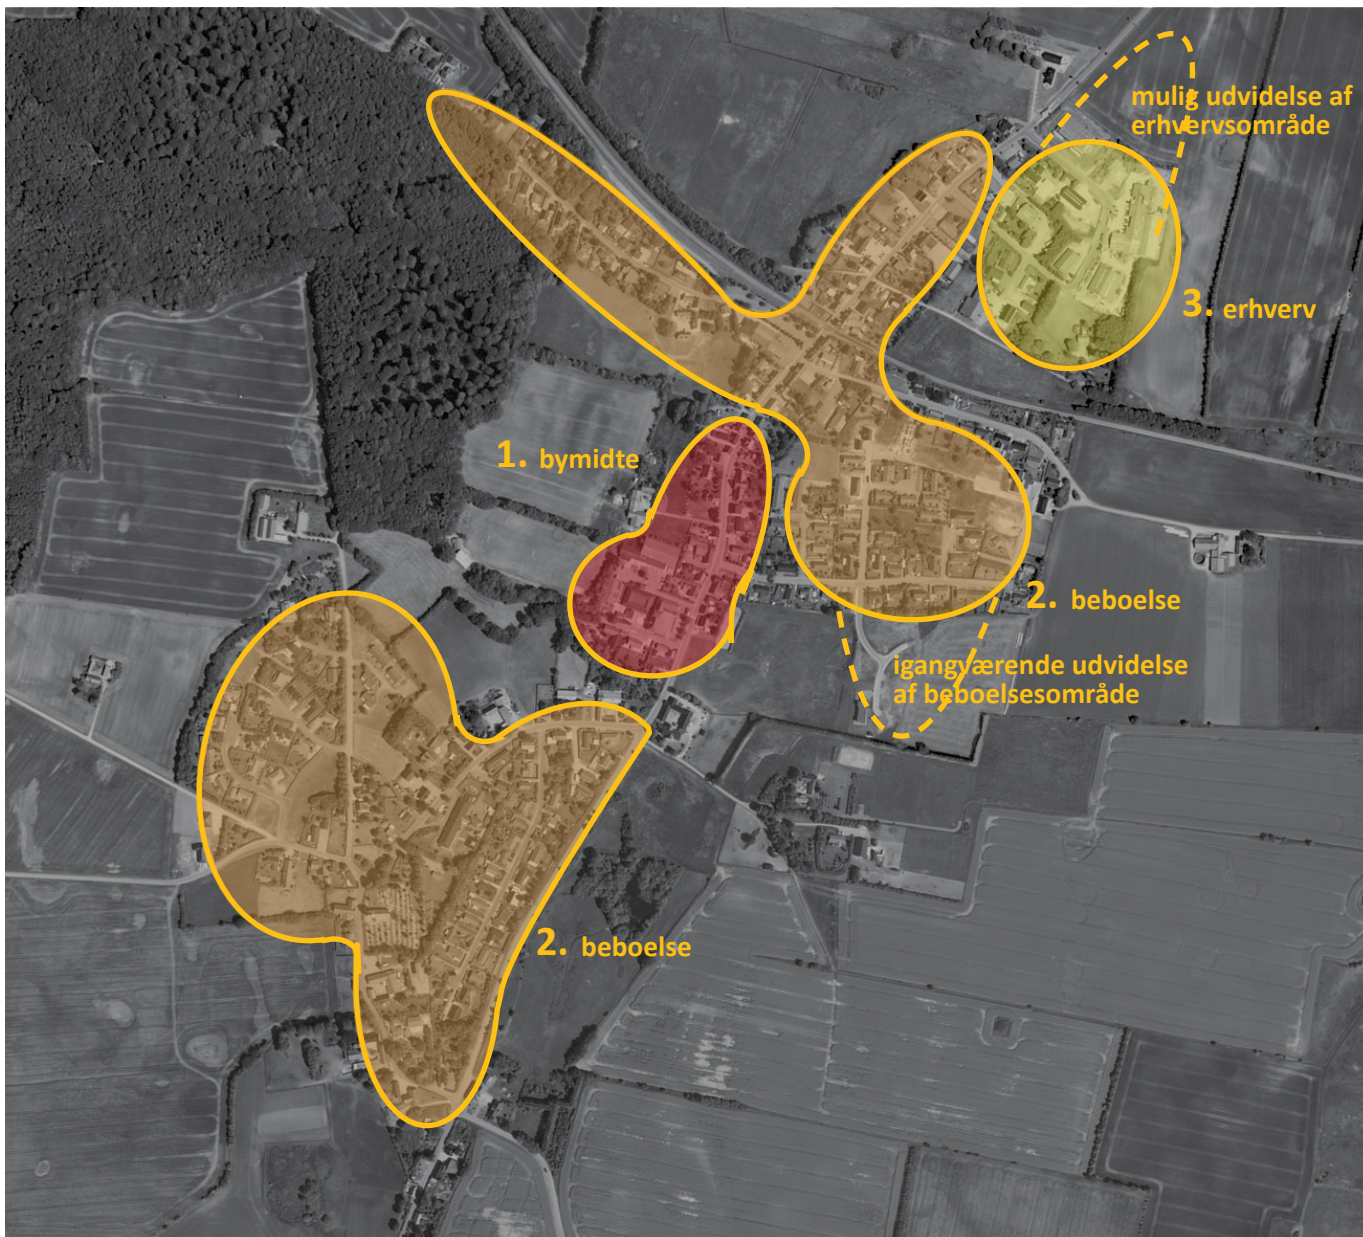 mulig udvidelse af
erhvervsområde
3. erhverv
1. bymidte
2. beboelse
igangværende udvidelse
af beboelsesområde
2. beboelse